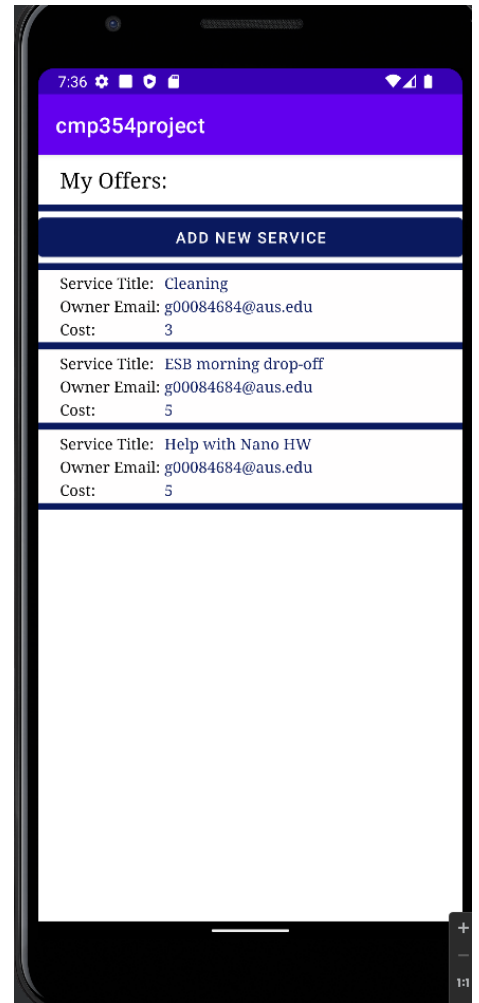 7:36
cmp354project
My Offers:
ADD NEW SERVICE
Service Title: Cleaning
Owner Email: g00084684@aus.edu
Cost: 3
Service Title: ESB morning drop-off
Owner Email: g00084684@aus.edu
Cost: 5
Service Title: Help with Nano HW
Owner Email: g00084684@aus.edu
Cost: 5
1:1